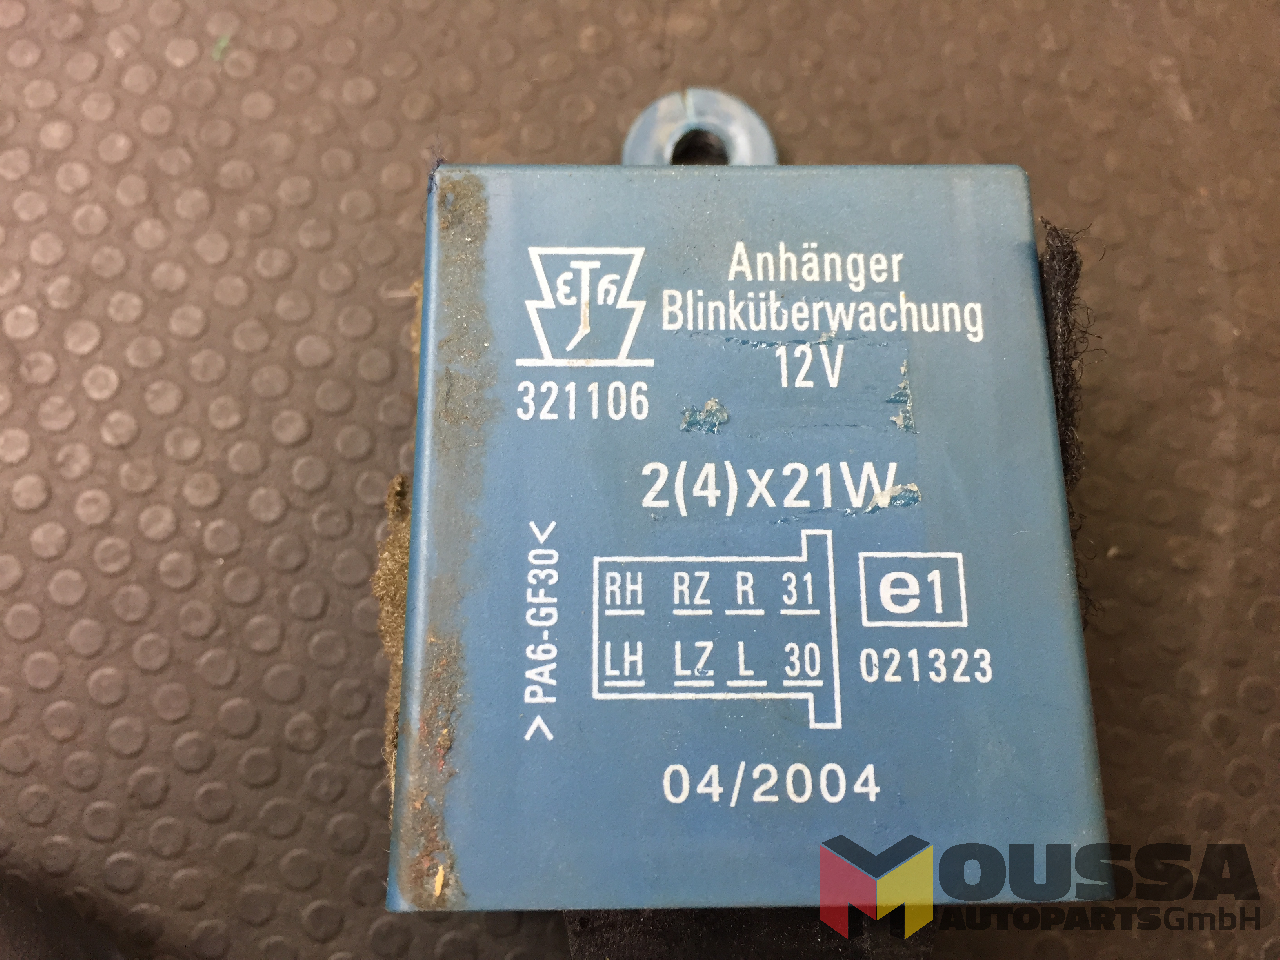 Anhänger
Blinküberwachung
12V
321106
2(4)x21W
>PA6-GF30<
RH RZ R 31
LH LZ L 30
e1
021323
04/2004
MOUSSA
AUTOPARTS GmbH